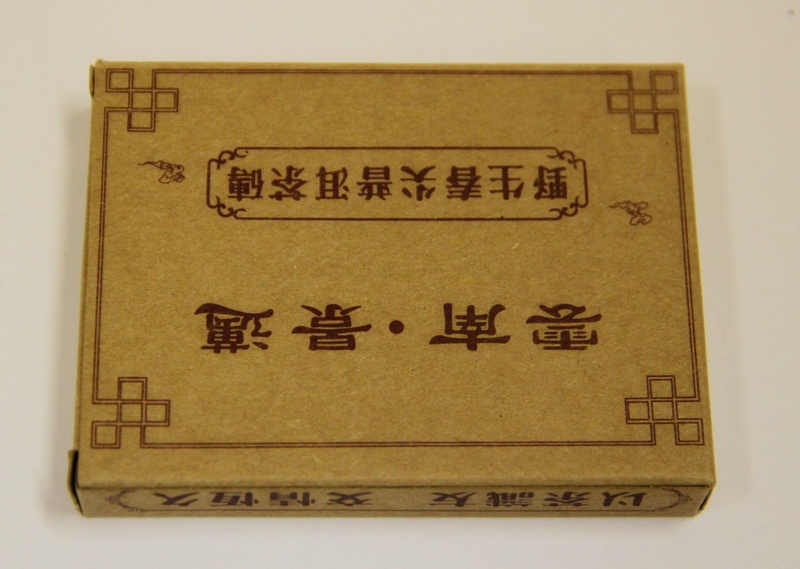 以茶識友 交情恒久
雲南·景邁
野生春尖普洱茶磚